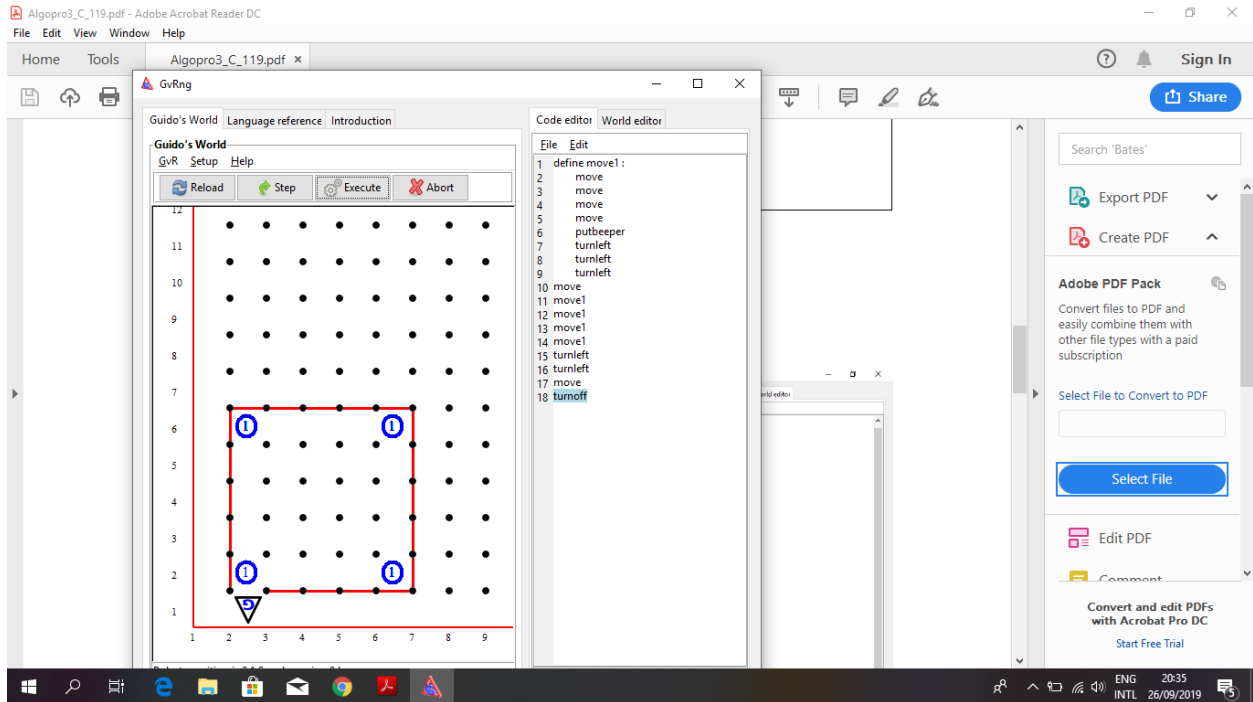 Algopro3_C_119.pdf - Adobe Acrobat Reader DC
File Edit View Window Help
Home Tools Algopro3_C_119.pdf × Sign In
GvRng
Share
Guido's World Language reference Introduction
Guido's World
GvR Setup Help
Reload Step Execute Abort
12
11
10
9
8
7
6
5
4
3
2
1
1 2 3 4 5 6 7 8 9
1 1
1 1
G
Code editor World editor
File Edit
1 define move1 :
2 move
3 move
4 move
5 move
6 putbeeper
7 turnleft
8 turnleft
9 turnleft
10 move
11 move1
12 move1
13 move1
14 move1
15 turnleft
16 turnleft
17 move
18 turnoff
Search 'Bates'
Export PDF
Create PDF
Adobe PDF Pack
Convert files to PDF and
easily combine them with
other file types with a paid
subscription
Select File to Convert to PDF
Select File
Edit PDF
Comment
Convert and edit PDFs
with Acrobat Pro DC
Start Free Trial
ENG 20:35
INTL 26/09/2019
5